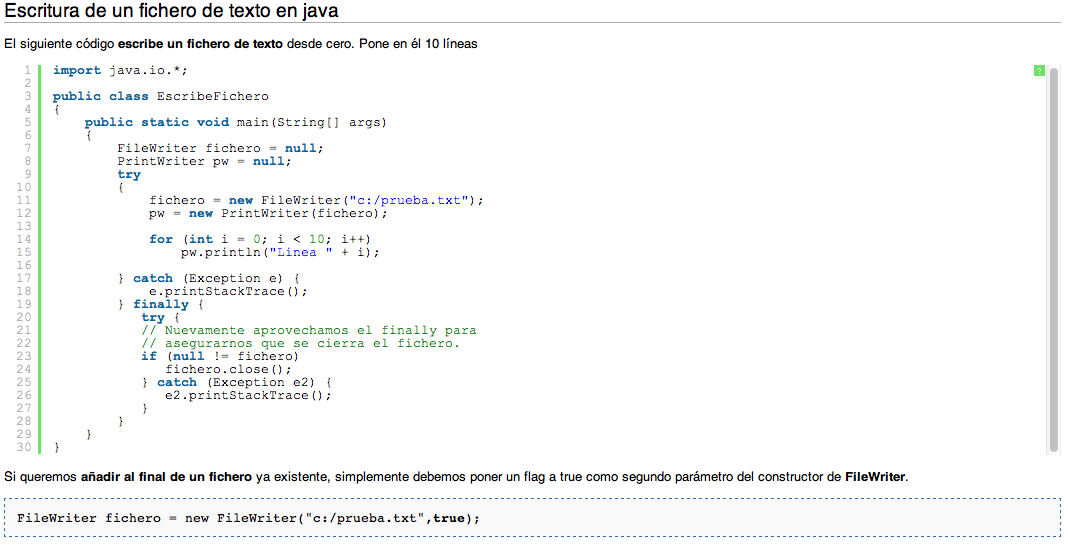 Escritura de un fichero de texto en java
El siguiente código escribe un fichero de texto desde cero. Pone en él 10 líneas
?
1 import java.io.*;
2
3 public class EscribeFichero
4 {
5     public static void main(String[] args)
6     {
7         FileWriter fichero = null;
8         PrintWriter pw = null;
9         try
10         {
11             fichero = new FileWriter("c:/prueba.txt");
12             pw = new PrintWriter(fichero);
13
14             for (int i = 0; i < 10; i++)
15                 pw.println("Linea " + i);
16
17         } catch (Exception e) {
18             e.printStackTrace();
19         } finally {
20            try {
21            // Nuevamente aprovechamos el finally para
22            // asegurarnos que se cierra el fichero.
23            if (null != fichero)
24               fichero.close();
25            } catch (Exception e2) {
26               e2.printStackTrace();
27            }
28         }
29     }
30 }
Si queremos añadir al final de un fichero ya existente, simplemente debemos poner un flag a true como segundo parámetro del constructor de FileWriter.
FileWriter fichero = new FileWriter("c:/prueba.txt",true);